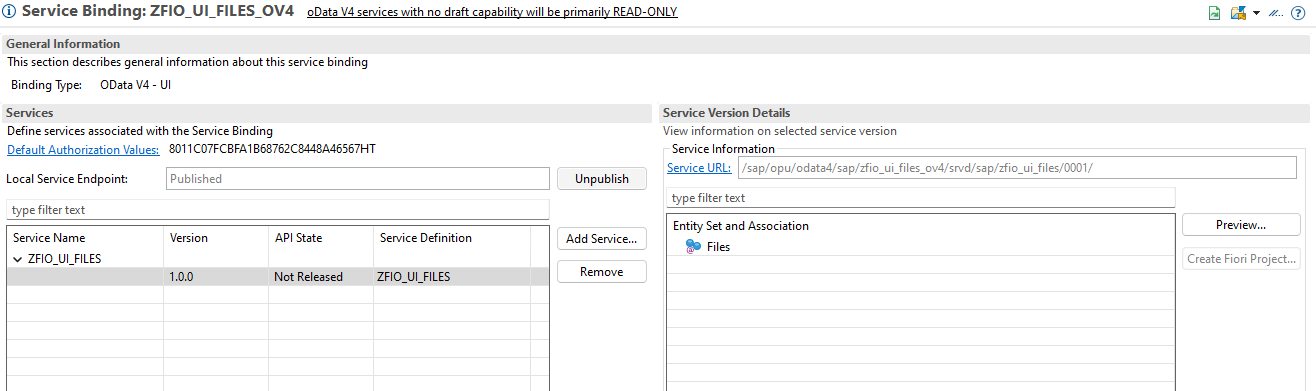 Service Binding: ZFIO_UI_FILES_OV4 oData V4 services with no draft capability will be primarily READ-ONLY
General Information
This section describes general information about this service binding
Binding Type: OData V4 - UI
Services
Define services associated with the Service Binding
Default Authorization Values: 8011C07FCBFA1B68762C8448A46567HT
Local Service Endpoint: Published Unpublish
type filter text
Service Name Version API State Service Definition
ZFIO_UI_FILES
1.0.0 Not Released ZFIO_UI_FILES
Add Service...
Remove
Service Version Details
View information on selected service version
Service Information
Service URL: /sap/opu/odata4/sap/zfio_ui_files_ov4/srvd/sap/zfio_ui_files/0001/
type filter text
Entity Set and Association
Files
Preview...
Create Fiori Project...